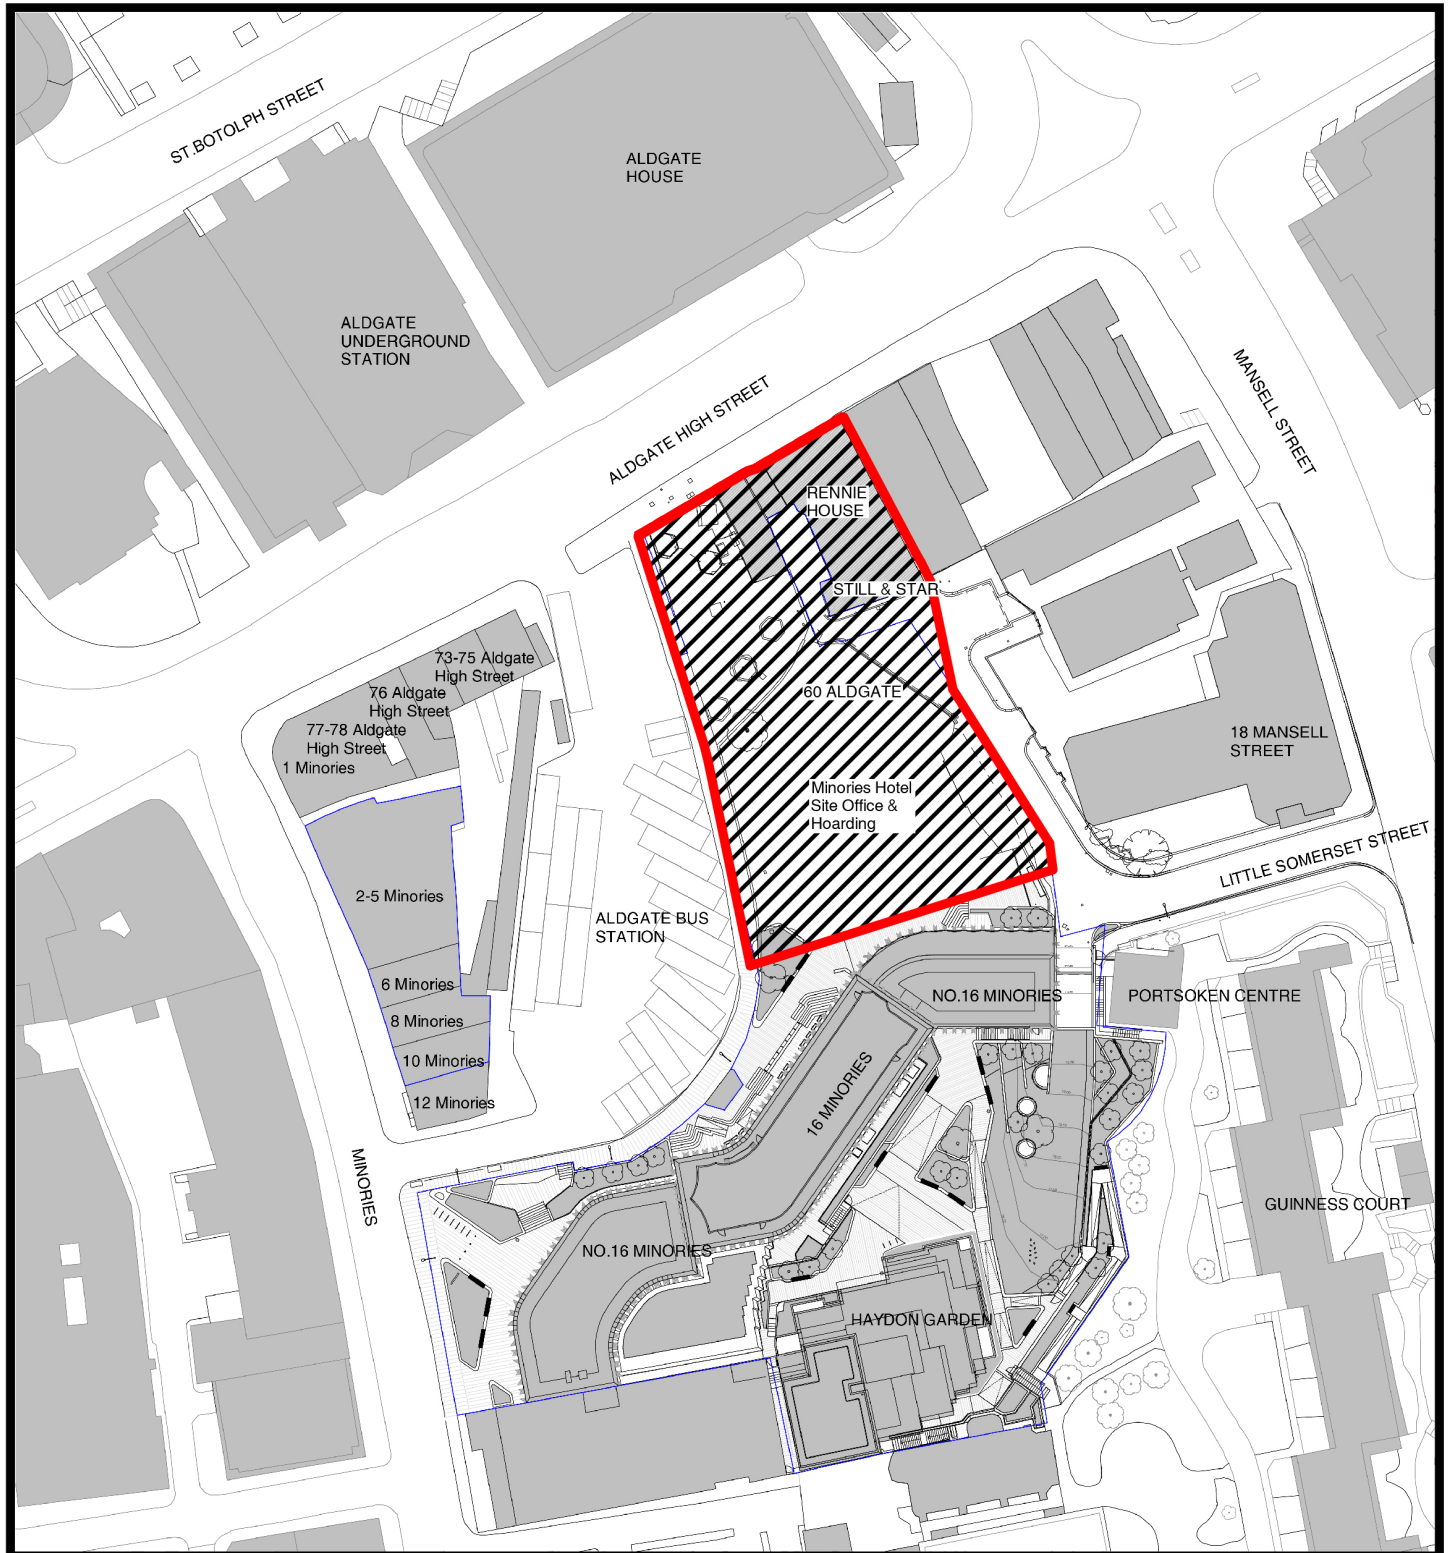 ST.BOTOLPH STREET
ALDGATE
HOUSE
ALDGATE
UNDERGROUND
STATION
ALDGATE HIGH STREET
MANSELL STREET
RENNIE
HOUSE
STILL & STAR
73-75 Aldgate
High Street
76 Aldgate
High Street
77-78 Aldgate
High Street
1 Minories
60 ALDGATE
18 MANSELL
STREET
Minories Hotel
Site Office &
Hoarding
LITTLE SOMERSET STREET
2-5 Minories
ALDGATE BUS
STATION
6 Minories
8 Minories
10 Minories
12 Minories
NO.16 MINORIES
PORTSOKEN CENTRE
16 MINORIES
MINORIES
GUINNESS COURT
NO.16 MINORIES
HAYDON GARDEN